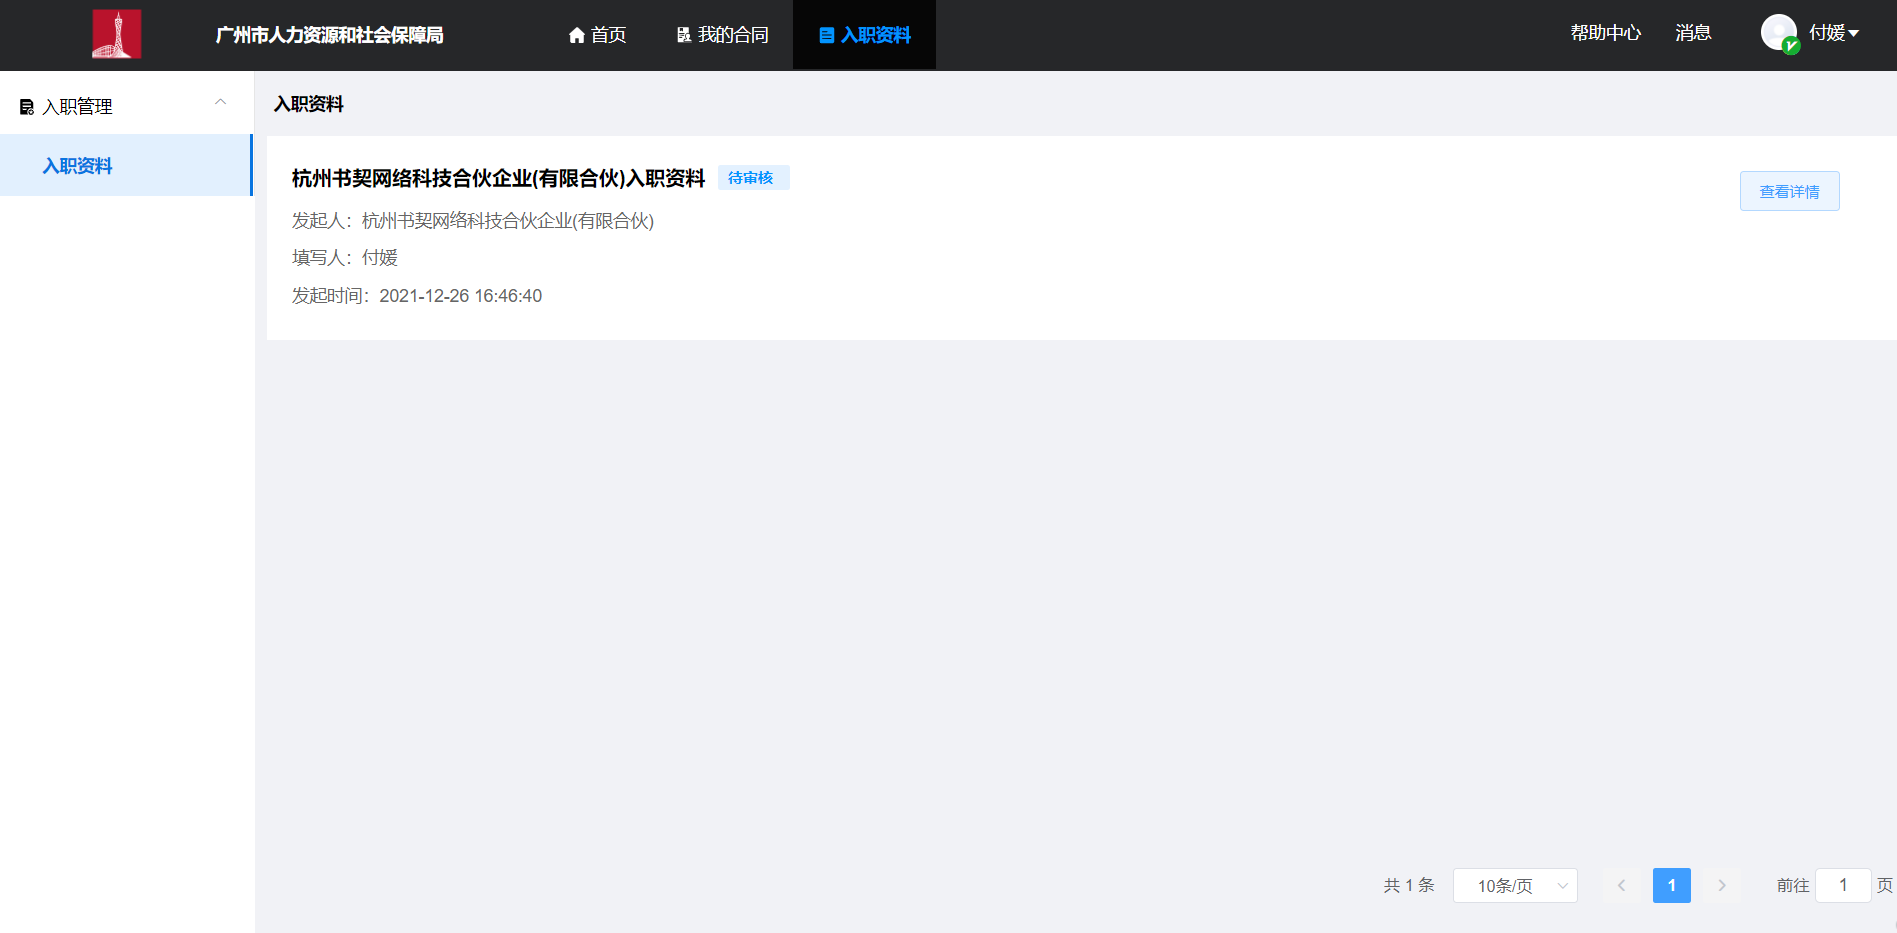 广州市人力资源和社会保障局
首页
我的合同
入职资料
帮助中心
消息
付媛
入职管理
入职资料
入职资料
杭州书契网络科技合伙企业(有限合伙)入职资料
待审核
查看详情
发起人：杭州书契网络科技合伙企业(有限合伙)
填写人：付媛
发起时间：2021-12-26 16:46:40
共 1 条
10条/页
1
前往 1 页